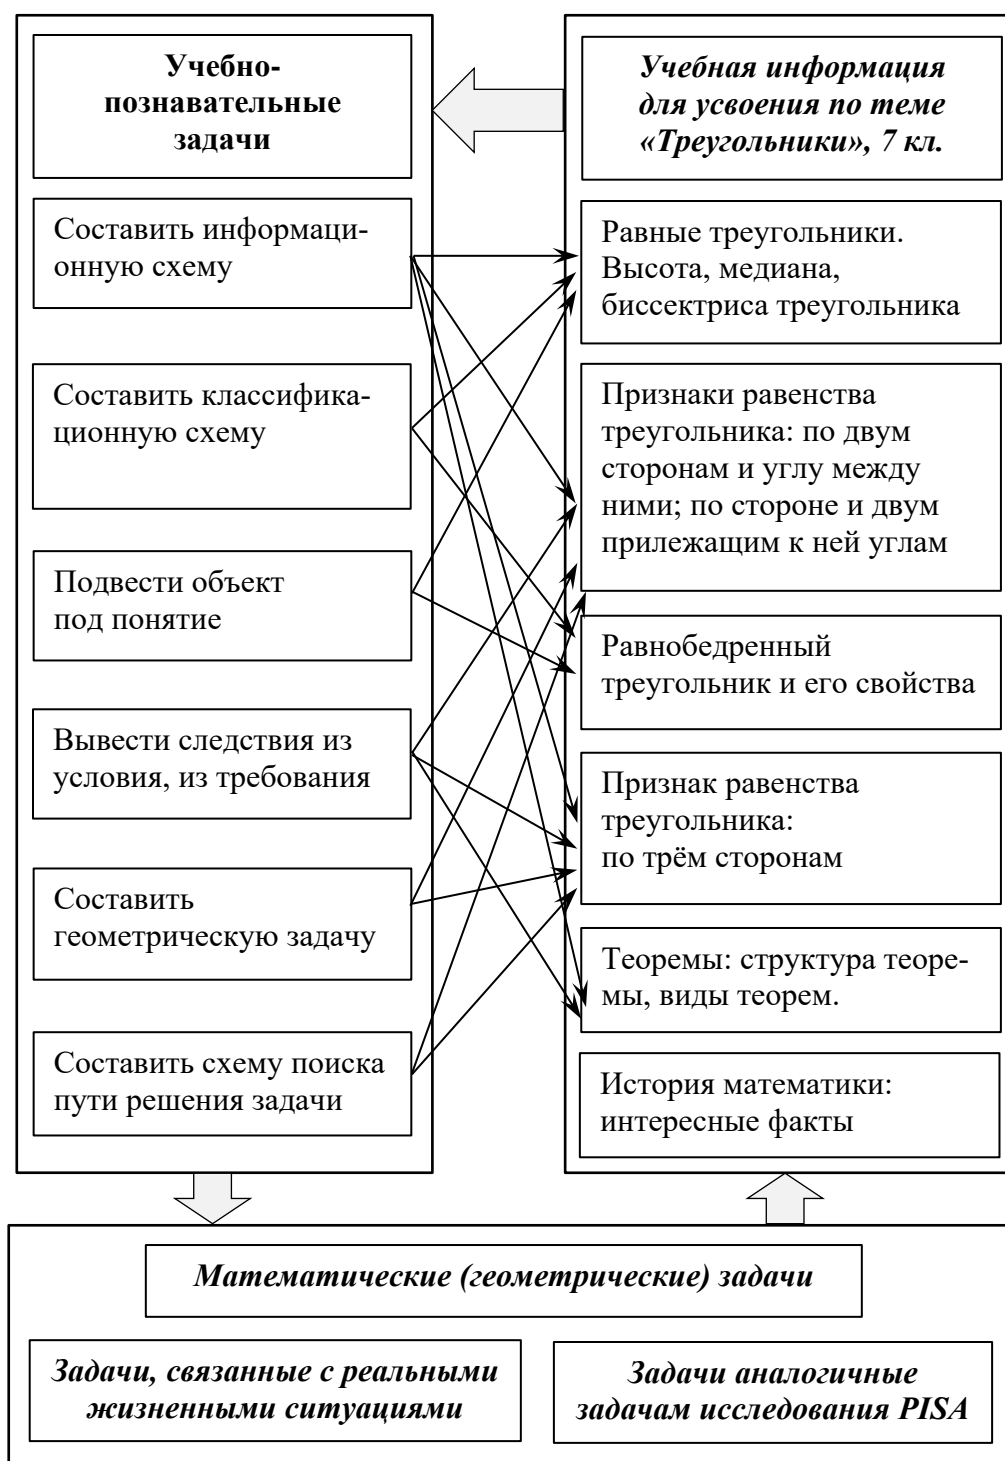 Учебно-
познавательные
задачи
Составить информаци-
онную схему
Составить классифика-
ционную схему
Подвести объект
под понятие
Вывести следствия из
условия, из требования
Составить
геометрическую задачу
Составить схему поиска
пути решения задачи
Учебная информация
для усвоения по теме
«Треугольники», 7 кл.
Равные треугольники.
Высота, медиана,
биссектриса треугольника
Признаки равенства
треугольника: по двум
сторонам и углу между
ними; по стороне и двум
прилежащим к ней углам
Равнобедренный
треугольник и его свойства
Признак равенства
треугольника:
по трём сторонам
Теоремы: структура теоре-
мы, виды теорем.
История математики:
интересные факты
Математические (геометрические) задачи
Задачи, связанные с реальными
жизненными ситуациями
Задачи аналогичные
задачам исследования PISA